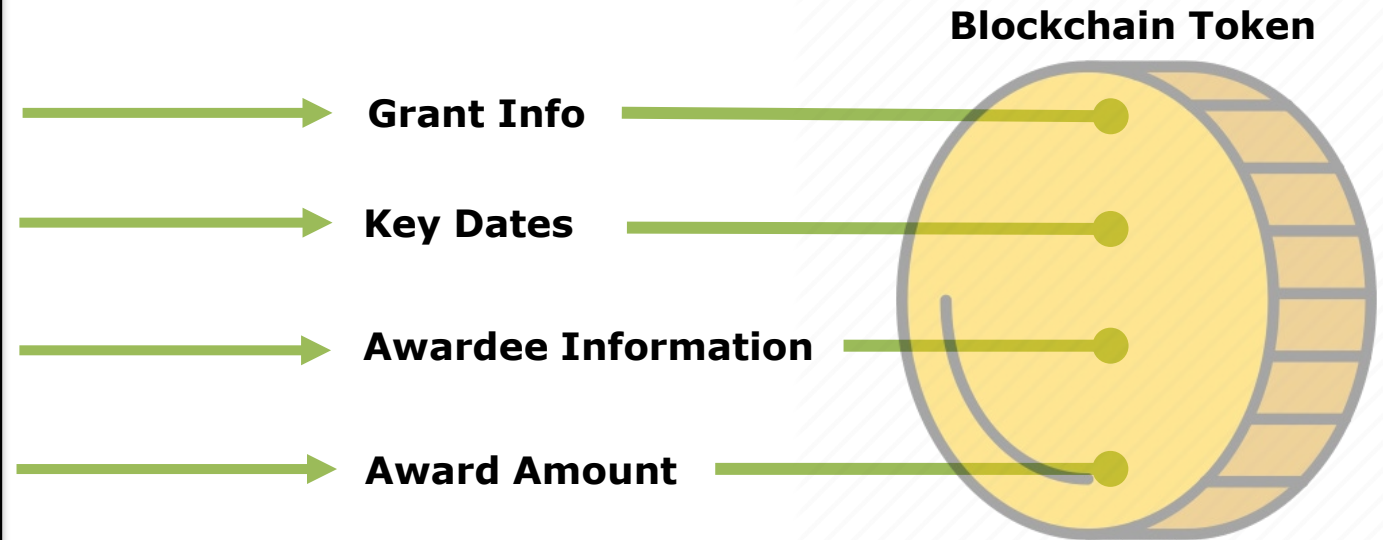 Blockchain Token
Grant Info
Key Dates
Awardee Information
Award Amount